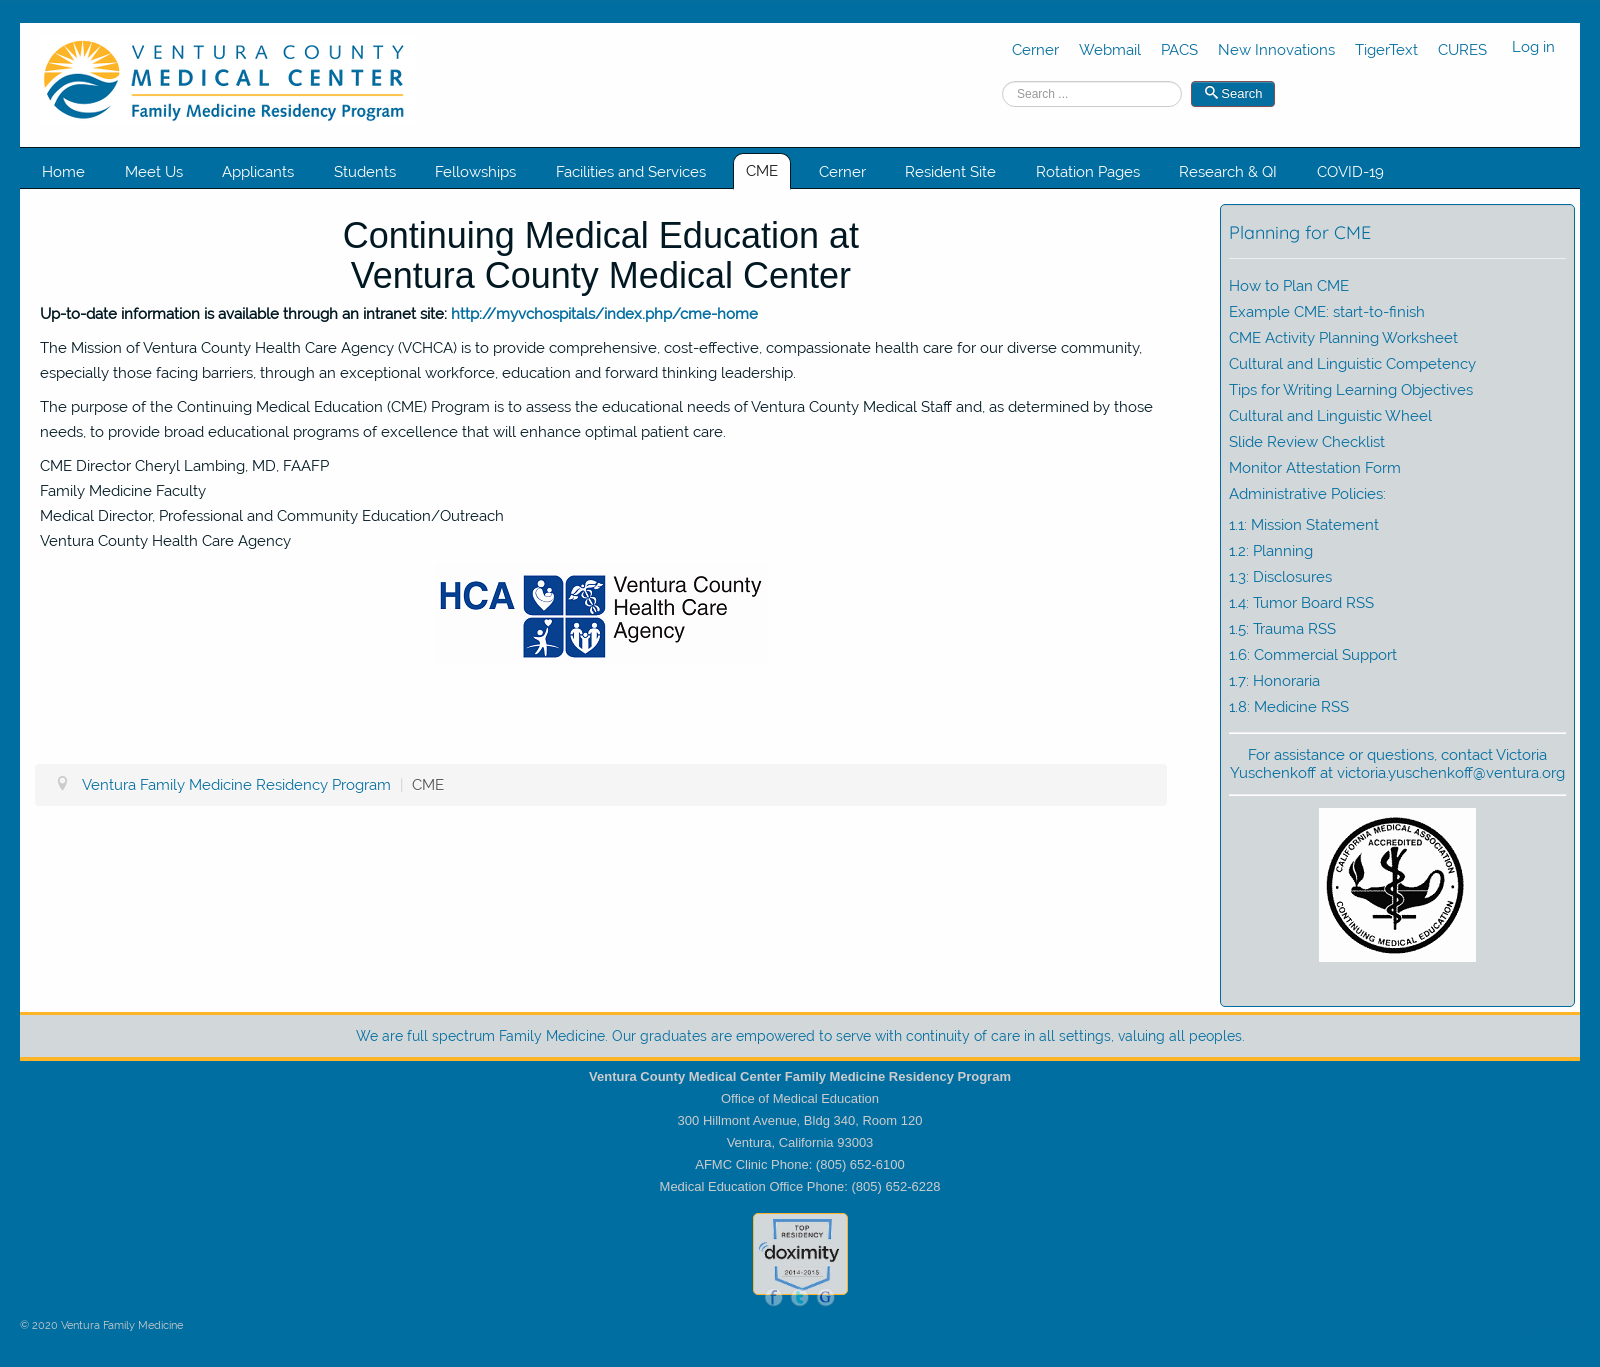 VENTURA COUNTY
MEDICAL CENTER
Family Medicine Residency Program
Cerner Webmail PACS New Innovations TigerText CURES Log in
Search ... Search
Home Meet Us Applicants Students Fellowships Facilities and Services CME Cerner Resident Site Rotation Pages Research & QI COVID-19
Continuing Medical Education at
Ventura County Medical Center
Up-to-date information is available through an intranet site: http://myvchospitals/index.php/cme-home
The Mission of Ventura County Health Care Agency (VCHCA) is to provide comprehensive, cost-effective, compassionate health care for our diverse community,
especially those facing barriers, through an exceptional workforce, education and forward thinking leadership.
The purpose of the Continuing Medical Education (CME) Program is to assess the educational needs of Ventura County Medical Staff and, as determined by those
needs, to provide broad educational programs of excellence that will enhance optimal patient care.
CME Director Cheryl Lambing, MD, FAAFP
Family Medicine Faculty
Medical Director, Professional and Community Education/Outreach
Ventura County Health Care Agency
HCA
Ventura County
Health Care
Agency
Ventura Family Medicine Residency Program | CME
Planning for CME
How to Plan CME
Example CME: start-to-finish
CME Activity Planning Worksheet
Cultural and Linguistic Competency
Tips for Writing Learning Objectives
Cultural and Linguistic Wheel
Slide Review Checklist
Monitor Attestation Form
Administrative Policies:
1.1: Mission Statement
1.2: Planning
1.3: Disclosures
1.4: Tumor Board RSS
1.5: Trauma RSS
1.6: Commercial Support
1.7: Honoraria
1.8: Medicine RSS
For assistance or questions, contact Victoria
Yuschenkoff at victoria.yuschenkoff@ventura.org
CALIFORNIA MEDICAL ASSOCIATION
ACCREDITED
CONTINUING MEDICAL EDUCATION
We are full spectrum Family Medicine. Our graduates are empowered to serve with continuity of care in all settings, valuing all peoples.
Ventura County Medical Center Family Medicine Residency Program
Office of Medical Education
300 Hillmont Avenue, Bldg 340, Room 120
Ventura, California 93003
AFMC Clinic Phone: (805) 652-6100
Medical Education Office Phone: (805) 652-6228
TOP
RESIDENCY
doximity
2014-2015
f t G
© 2020 Ventura Family Medicine